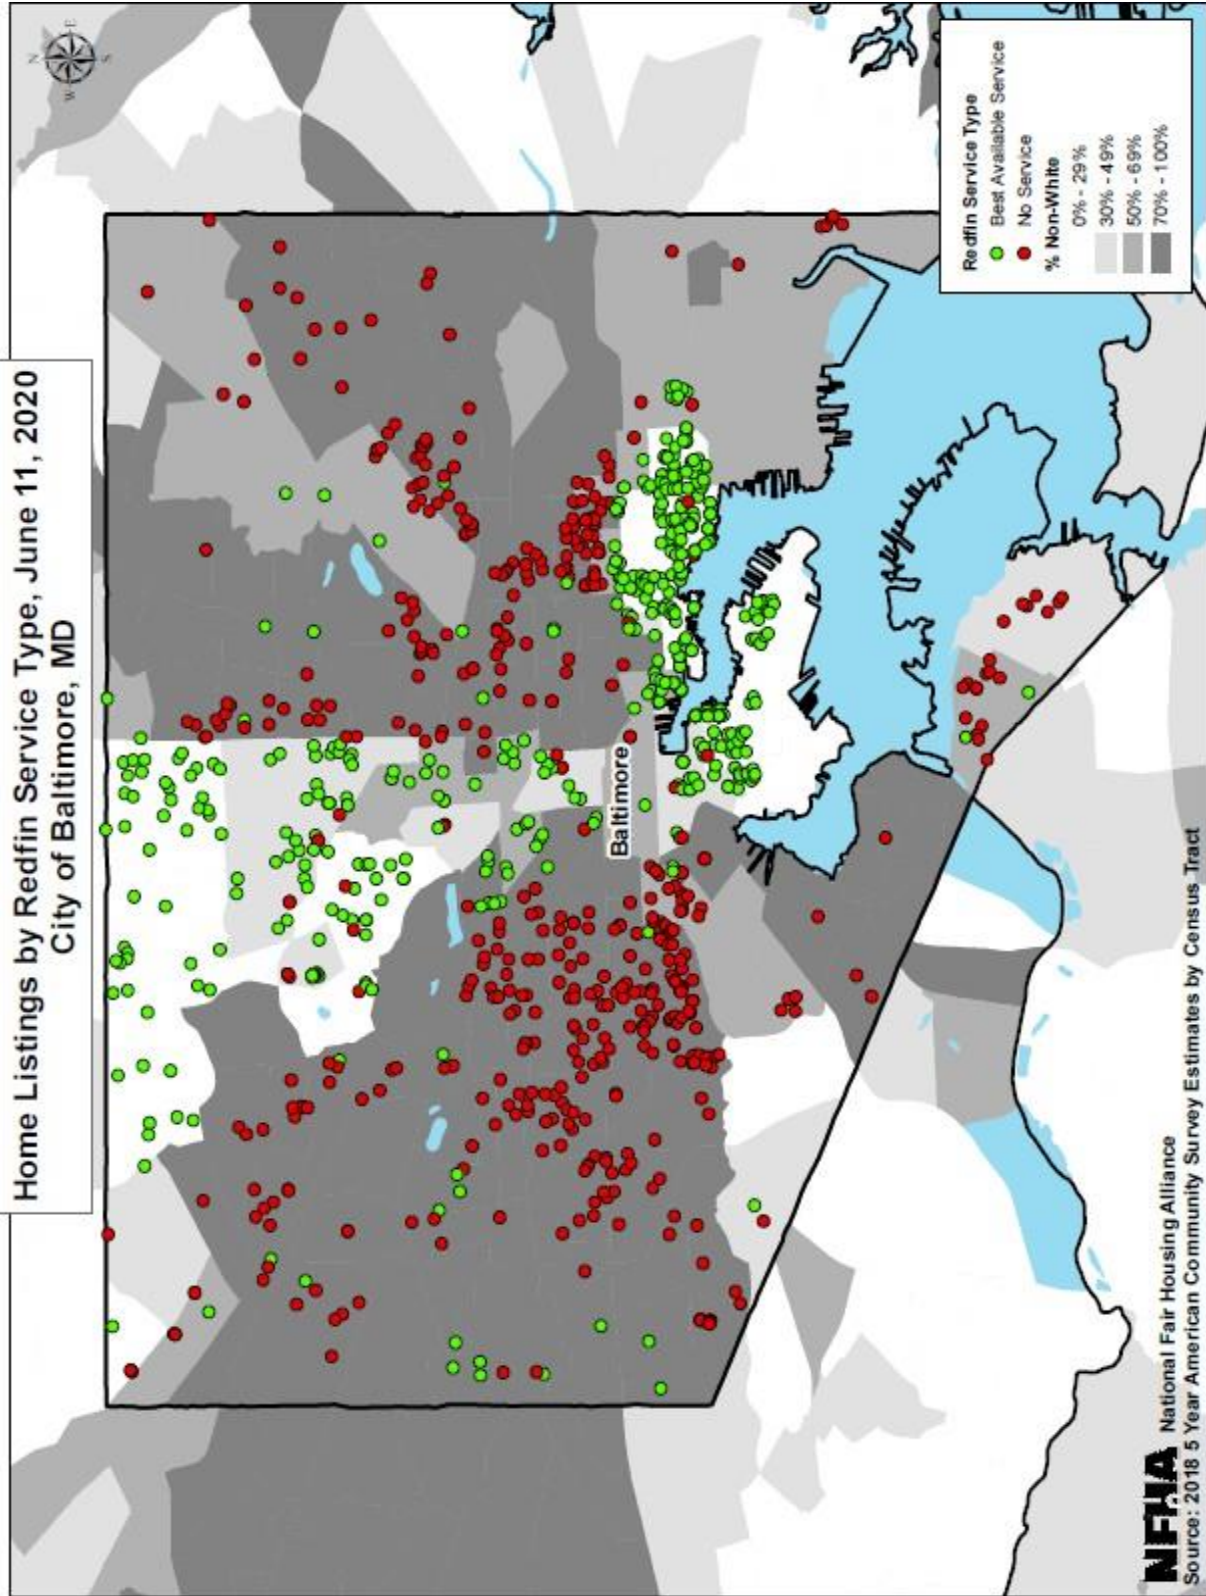 Home Listings by Redfin Service Type, June 11, 2020
City of Baltimore, MD
N
E
S
W
Baltimore
Redfin Service Type
Best Available Service
No Service
% Non-White
0% - 29%
30% - 49%
50% - 69%
70% - 100%
NFHA National Fair Housing Alliance
Source: 2018 5 Year American Community Survey Estimates by Census Tract